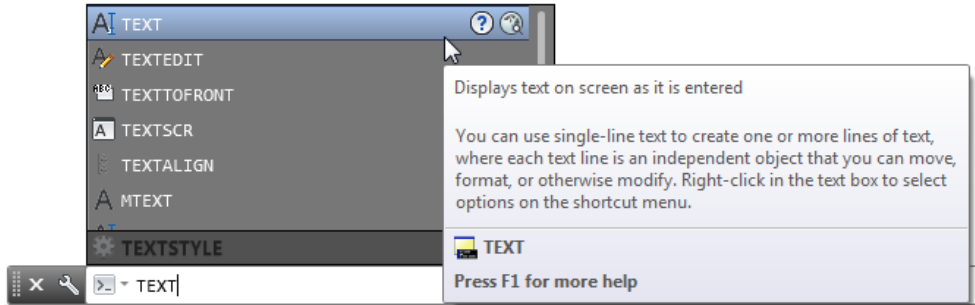 TEXT
TEXTEDIT
TEXTTOFRONT
TEXTSCR
TEXTALIGN
MTEXT
TEXTSTYLE
TEXT
Displays text on screen as it is entered
You can use single-line text to create one or more lines of text,
where each text line is an independent object that you can move,
format, or otherwise modify. Right-click in the text box to select
options on the shortcut menu.
TEXT
Press F1 for more help